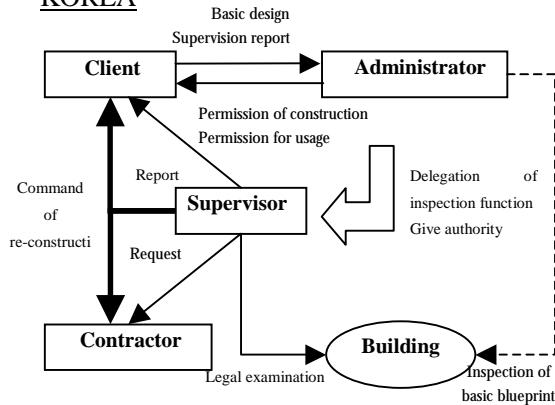 KOREA
Basic design
Supervision report
Client
Administrator
Permission of construction
Permission for usage
Report
Command
of
re-constructi
Supervisor
Delegation of
inspection function
Give authority
Request
Contractor
Building
Legal examination
Inspection of
basic blueprint